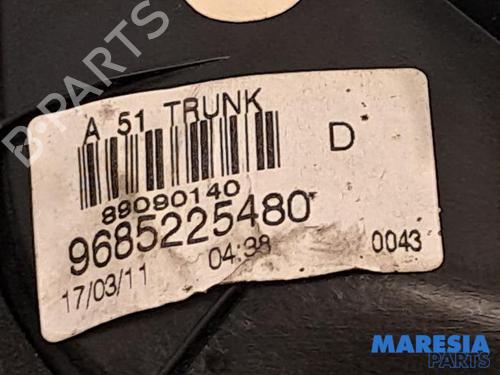 A 51 TRUNK
D
89090140
9685225480
17/03/11 04:38 0043
B-PARTS
MARESIA
PARTS